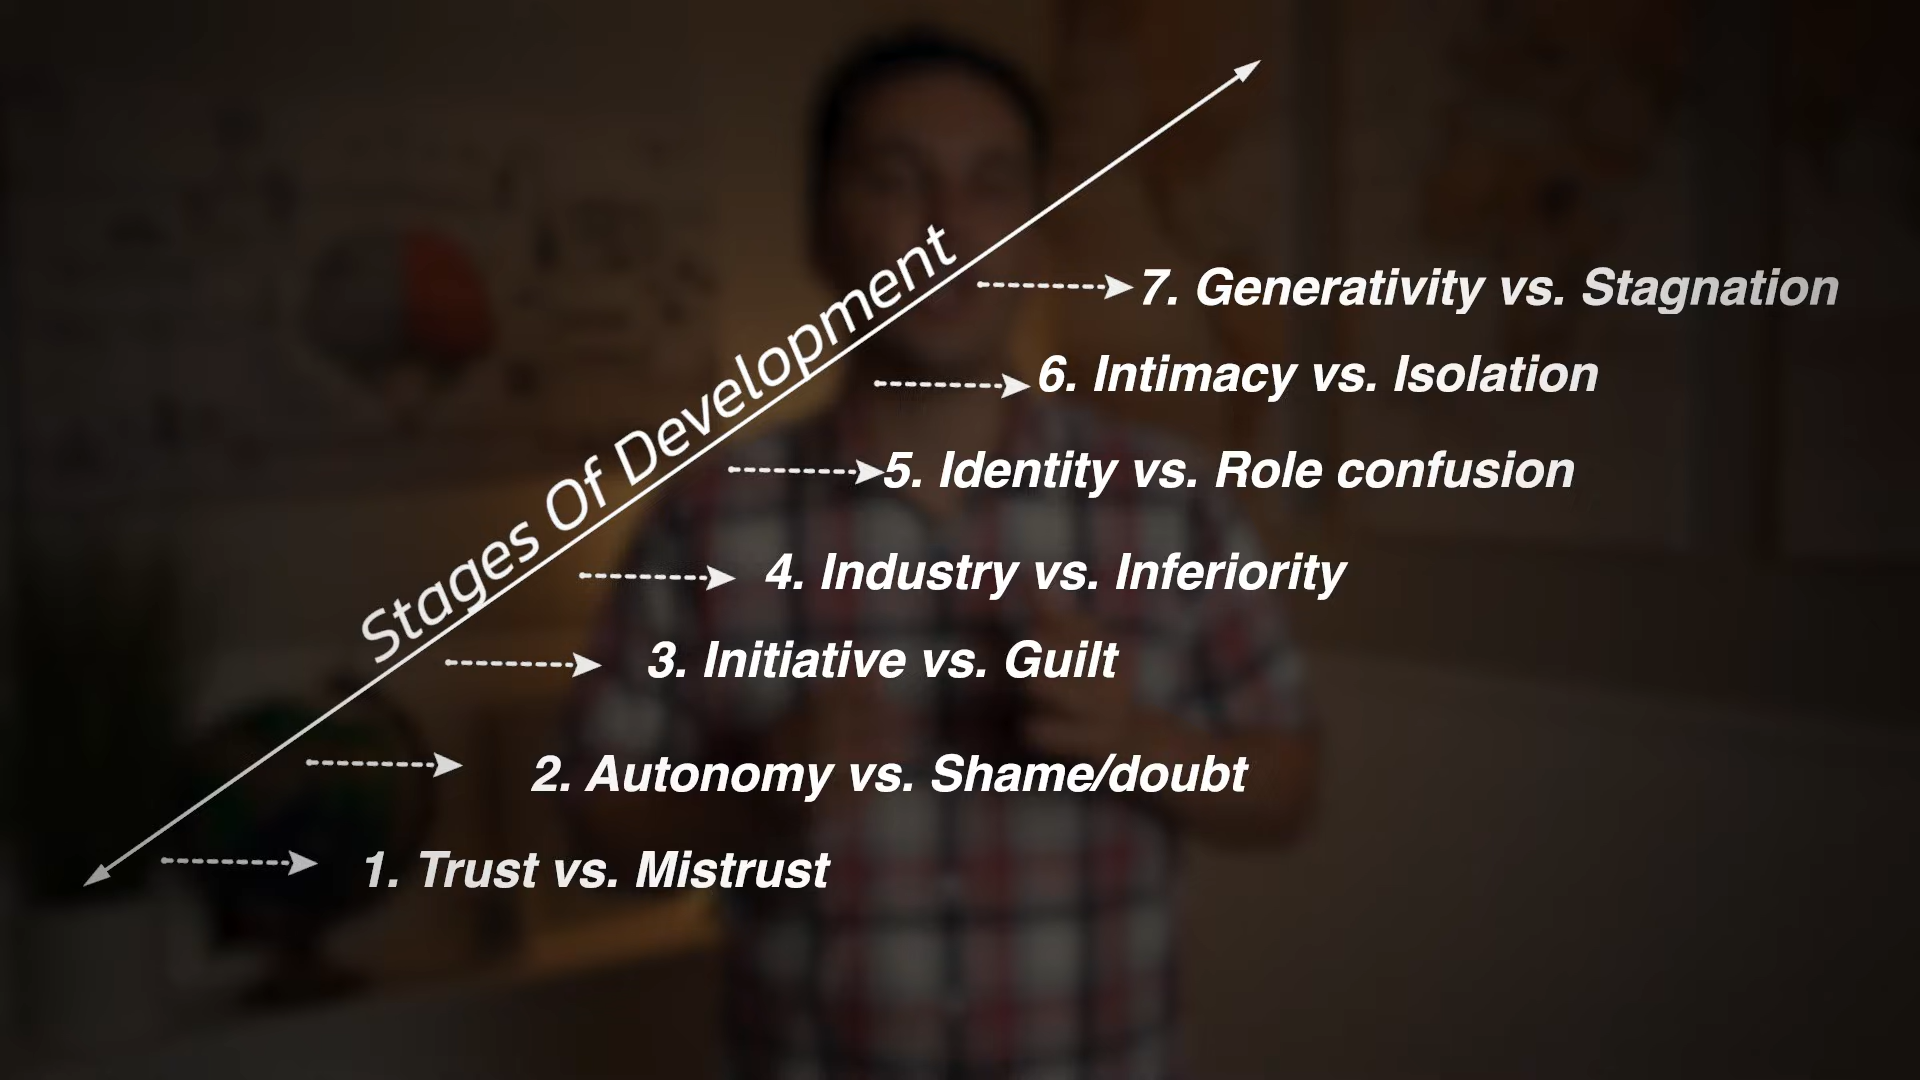 Stages Of Development
7. Generativity vs. Stagnation
6. Intimacy vs. Isolation
5. Identity vs. Role confusion
4. Industry vs. Inferiority
3. Initiative vs. Guilt
2. Autonomy vs. Shame/doubt
1. Trust vs. Mistrust